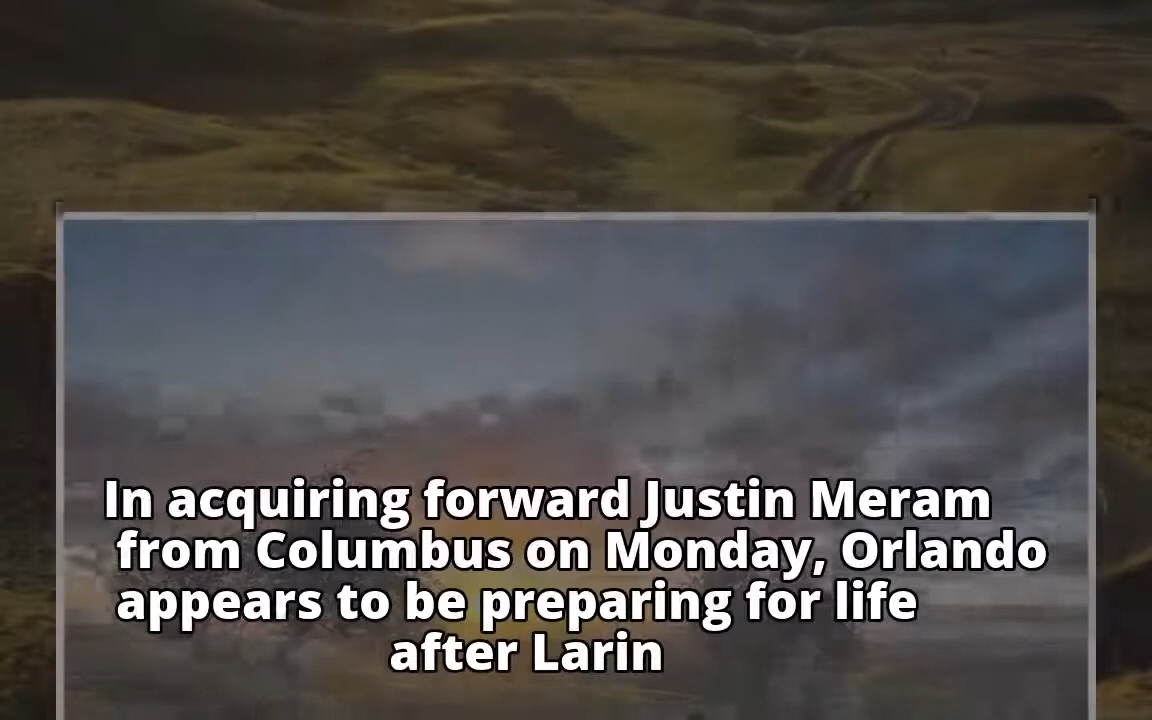 In acquiring forward Justin Meram
from Columbus on Monday, Orlando
appears to be preparing for life
after Larin